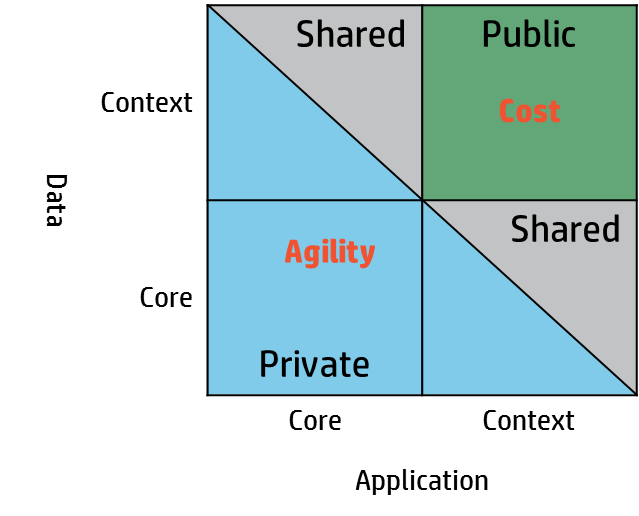 Shared
Public
Context
Cost
Data
Shared
Agility
Core
Private
Core
Context
Application